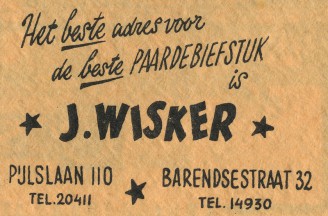 Het beste adres voor
de beste PAARDEBIEFSTUK
is
J. WISKER
PIJLSLAAN 110 BARENDSESTRAAT 32
TEL. 20411 TEL. 14930